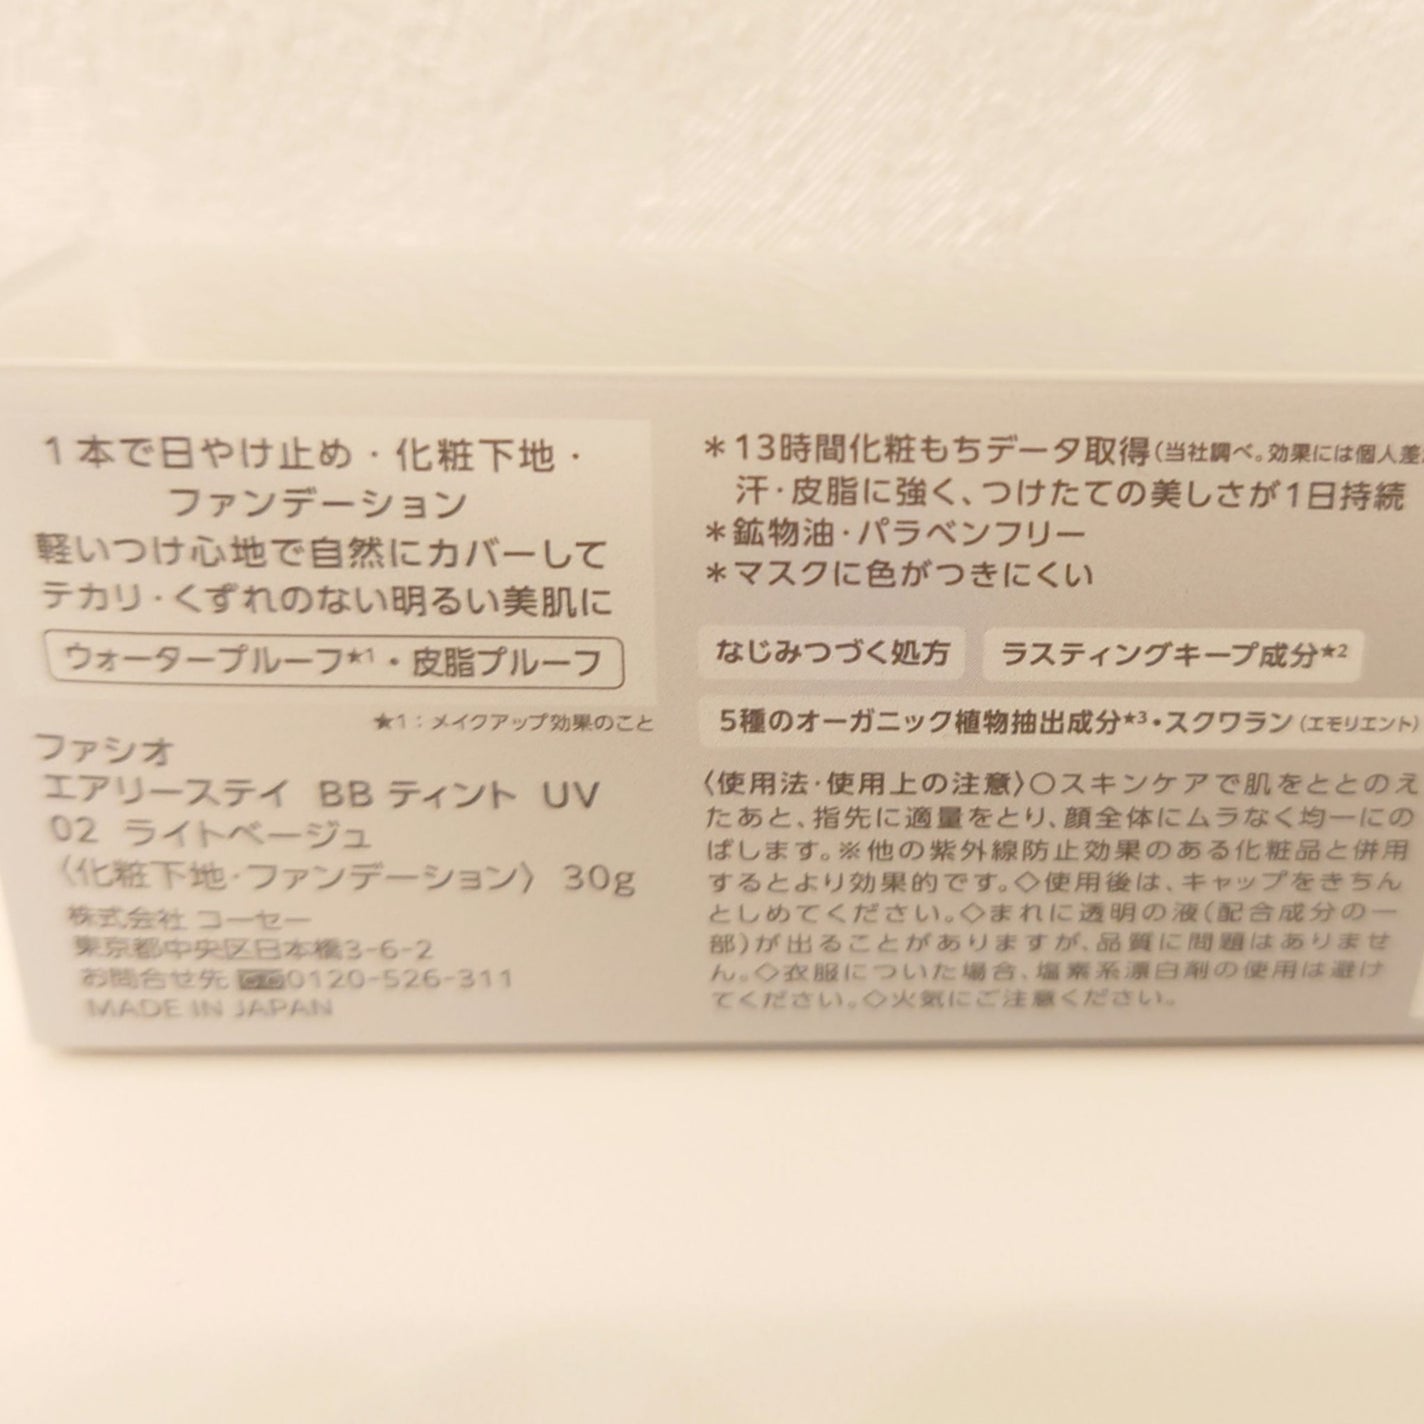 1本で日やけ止め・化粧下地・
ファンデーション
軽いつけ心地で自然にカバーして
テカリ・くずれのない明るい美肌に
ウォータープルーフ★1・皮脂プルーフ
★1：メイクアップ効果のこと
ファシオ
エアリーステイ BB ティント UV
02 ライトベージュ
〈化粧下地・ファンデーション〉 30g
株式会社 コーセー
東京都中央区日本橋3-6-2
お問合せ先 0120-526-311
MADE IN JAPAN
＊13時間化粧もちデータ取得(当社調べ。効果には個人差
汗・皮脂に強く、つけたての美しさが1日持続
＊鉱物油・パラベンフリー
＊マスクに色がつきにくい
なじみつづく処方 ラスティングキープ成分★2
5種のオーガニック植物抽出成分★3・スクワラン(エモリエント)
〈使用法・使用上の注意〉○スキンケアで肌をととのえ
たあと、指先に適量をとり、顔全体にムラなく均一にの
ばします。※他の紫外線防止効果のある化粧品と併用
するとより効果的です。◇使用後は、キャップをきちん
としめてください。◇まれに透明の液(配合成分の一
部)が出ることがありますが、品質に問題はありませ
ん。◇衣服についた場合、塩素系漂白剤の使用は避け
てください。◇火気にご注意ください。